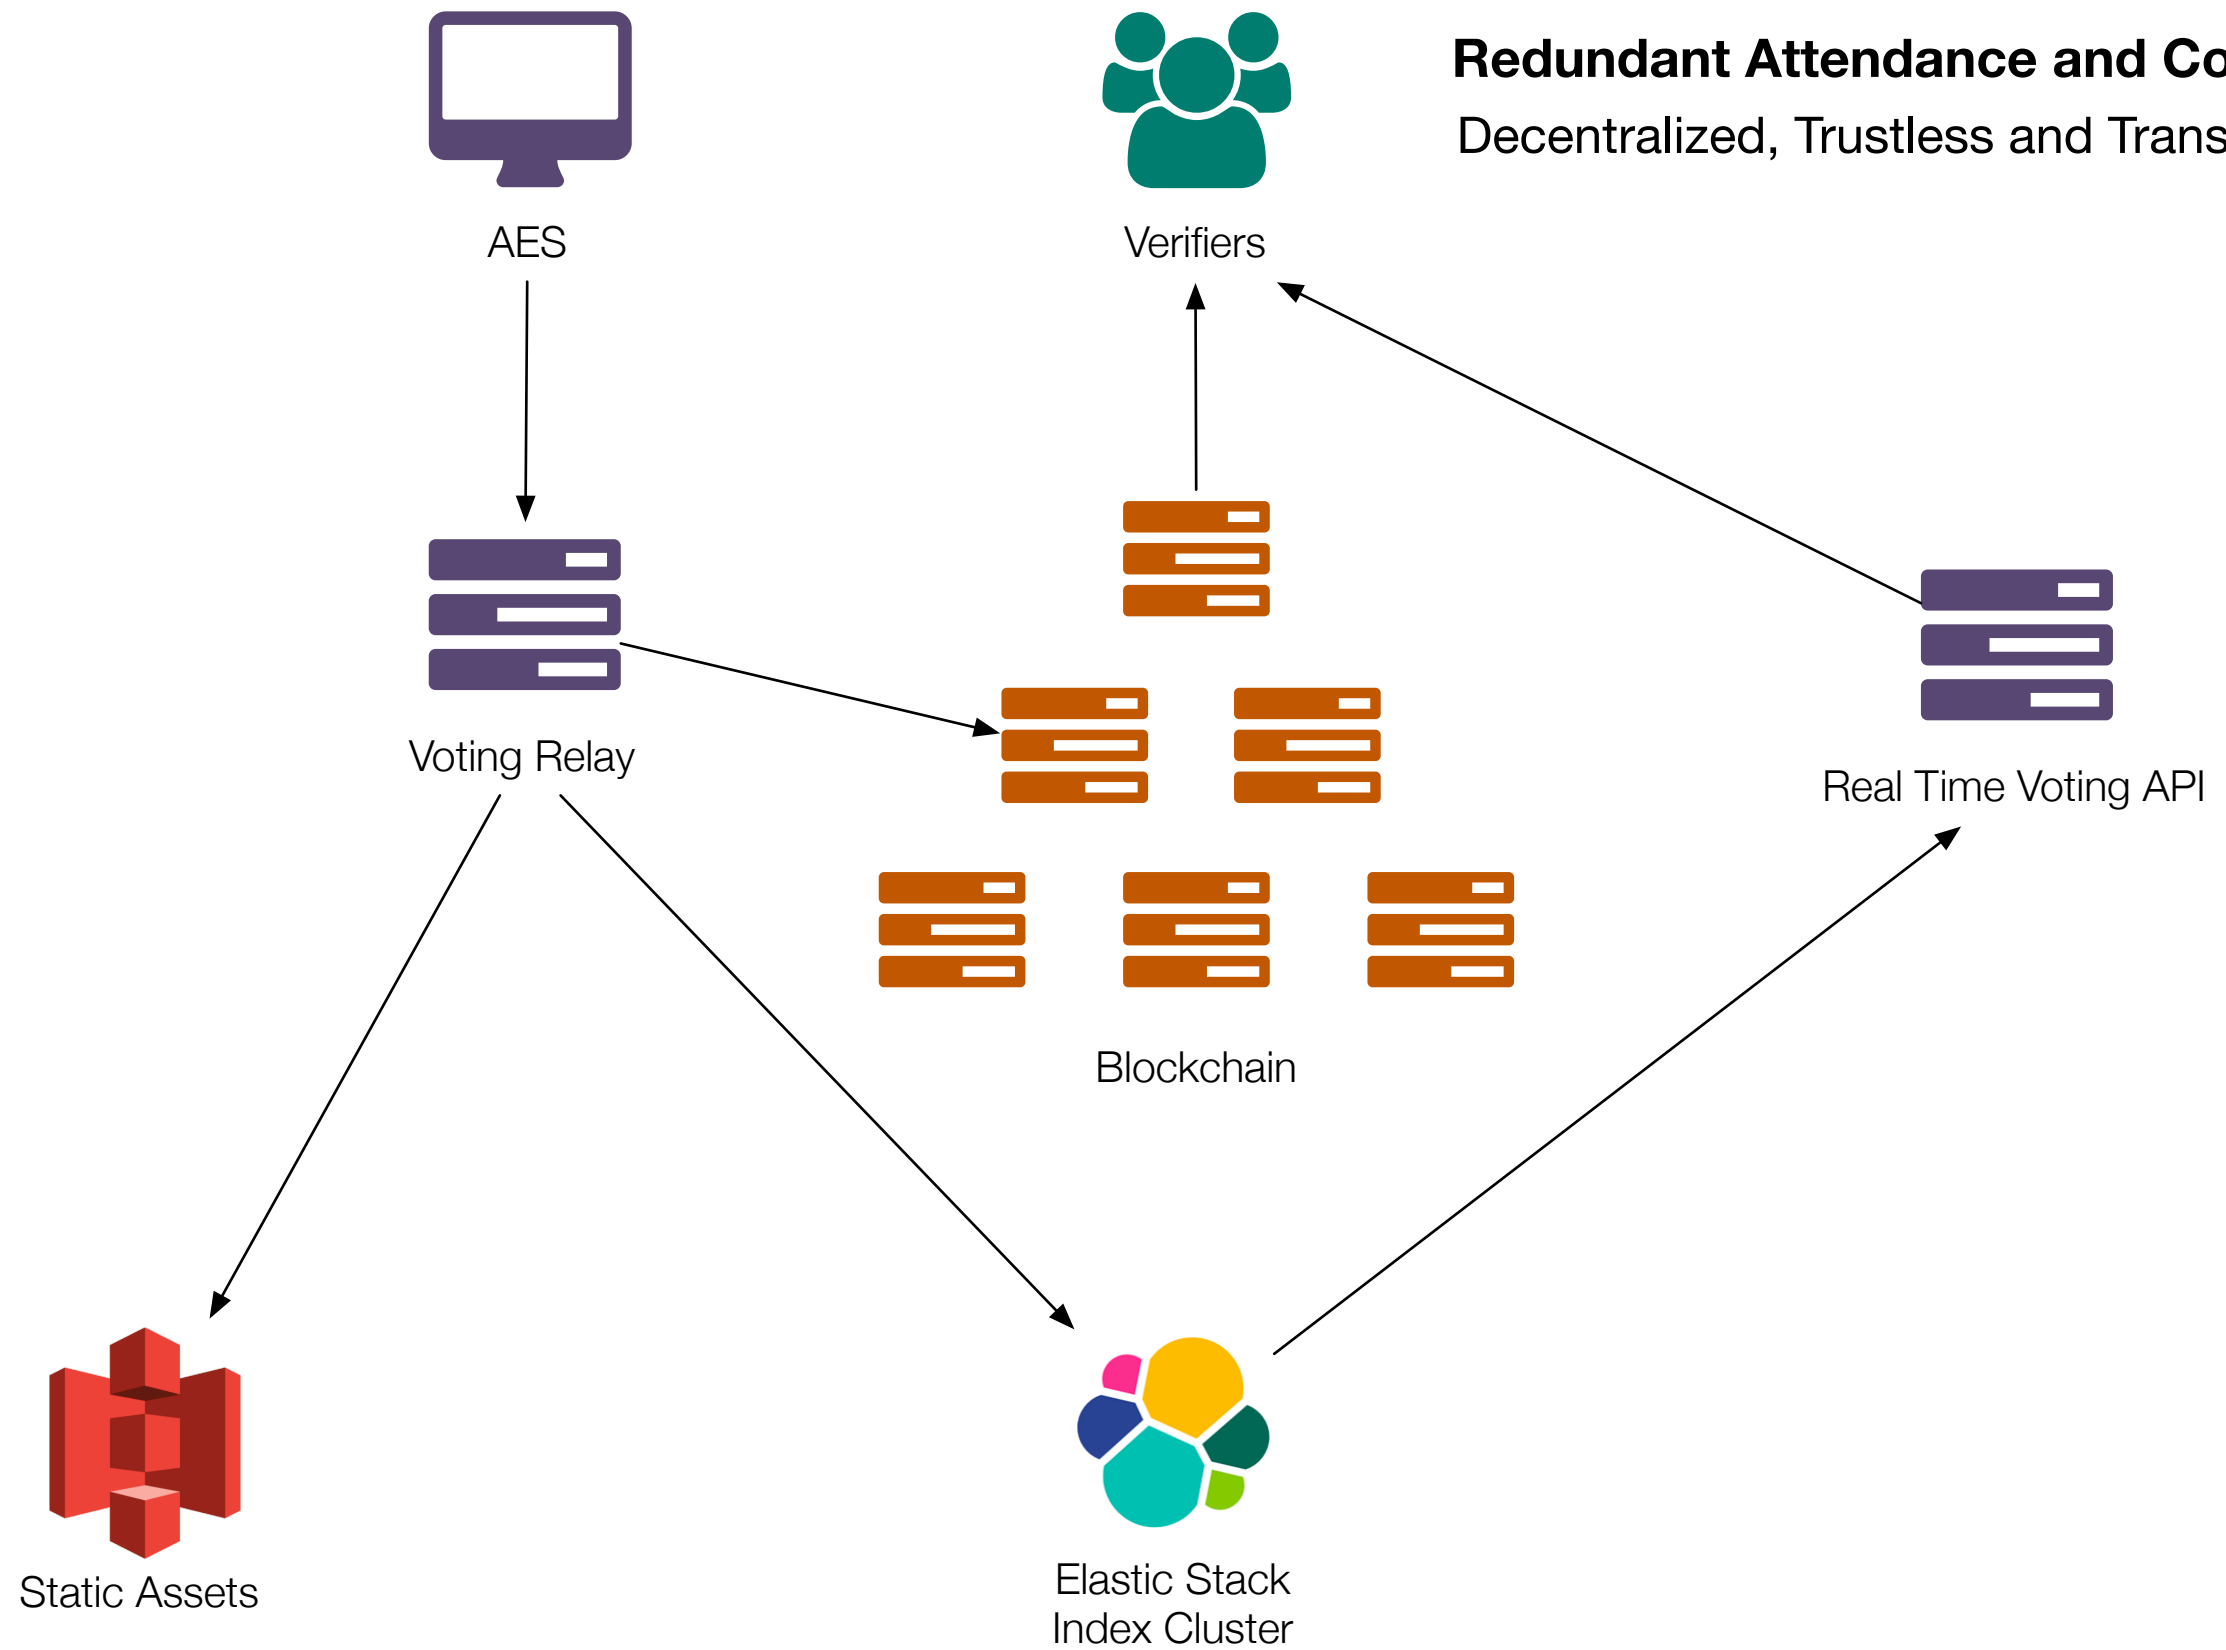 Redundant Attendance and Co
Decentralized, Trustless and Trans
AES
Verifiers
Voting Relay
Real Time Voting API
Blockchain
Static Assets
Elastic Stack
Index Cluster